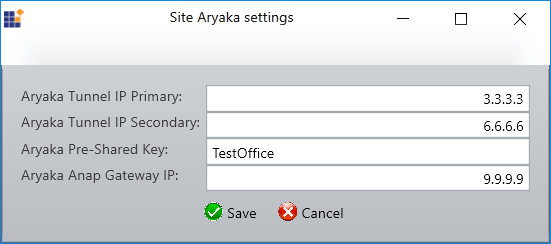 Site Aryaka settings
Aryaka Tunnel IP Primary: 3.3.3.3
Aryaka Tunnel IP Secondary: 6.6.6.6
Aryaka Pre-Shared Key: TestOffice
Aryaka Anap Gateway IP: 9.9.9.9
Save Cancel